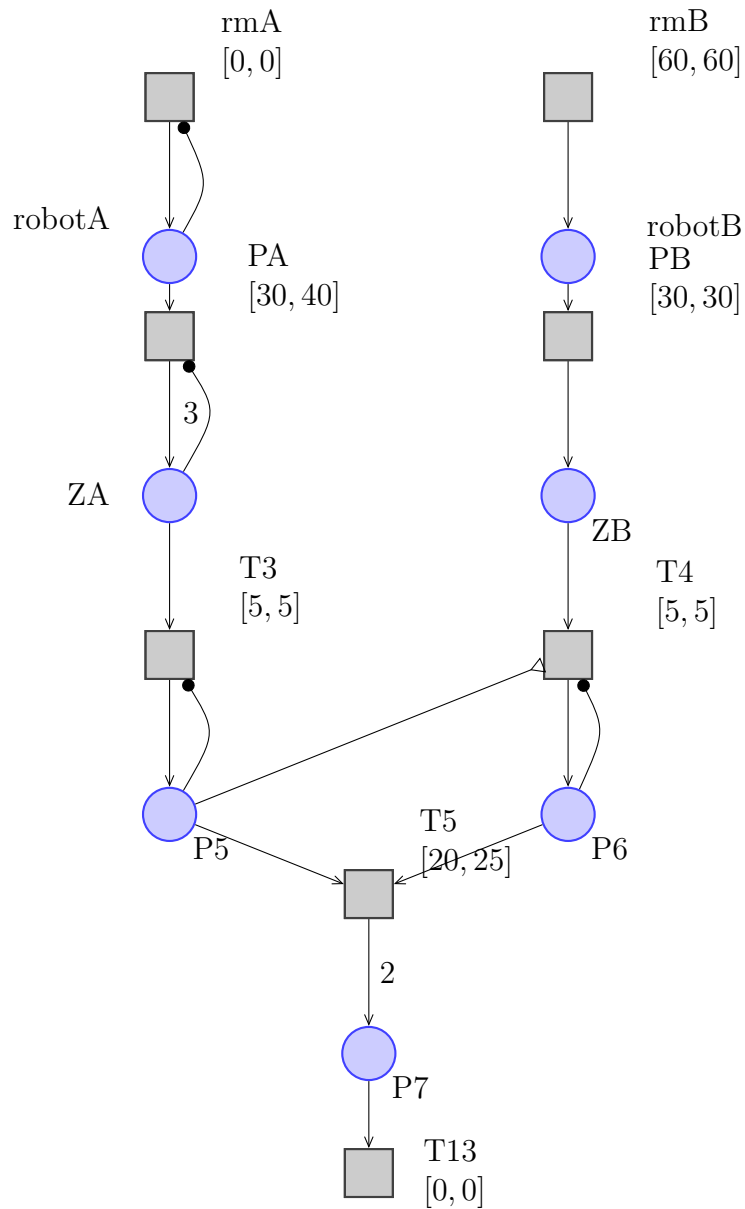 rmA
[0, 0]
rmB
[60, 60]
robotA
PA
[30, 40]
robotB
PB
[30, 30]
3
ZA
ZB
T3
[5, 5]
T4
[5, 5]
P5
T5
[20, 25]
P6
2
P7
T13
[0, 0]